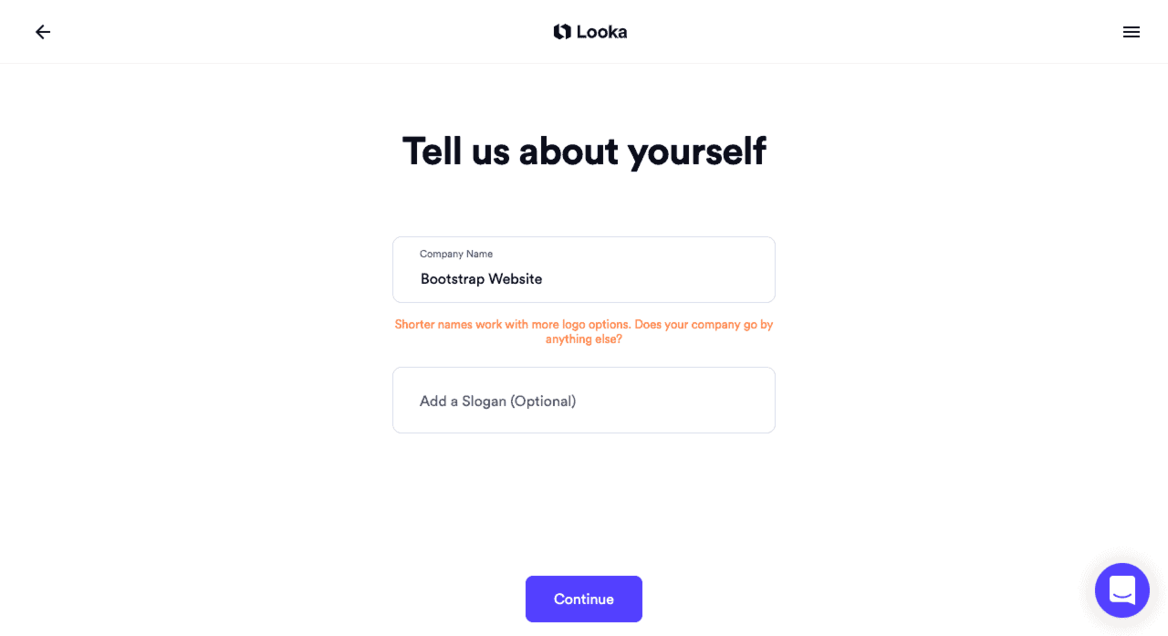 Looka
Tell us about yourself
Company Name
Bootstrap Website
Shorter names work with more logo options. Does your company go by
anything else?
Add a Slogan (Optional)
Continue